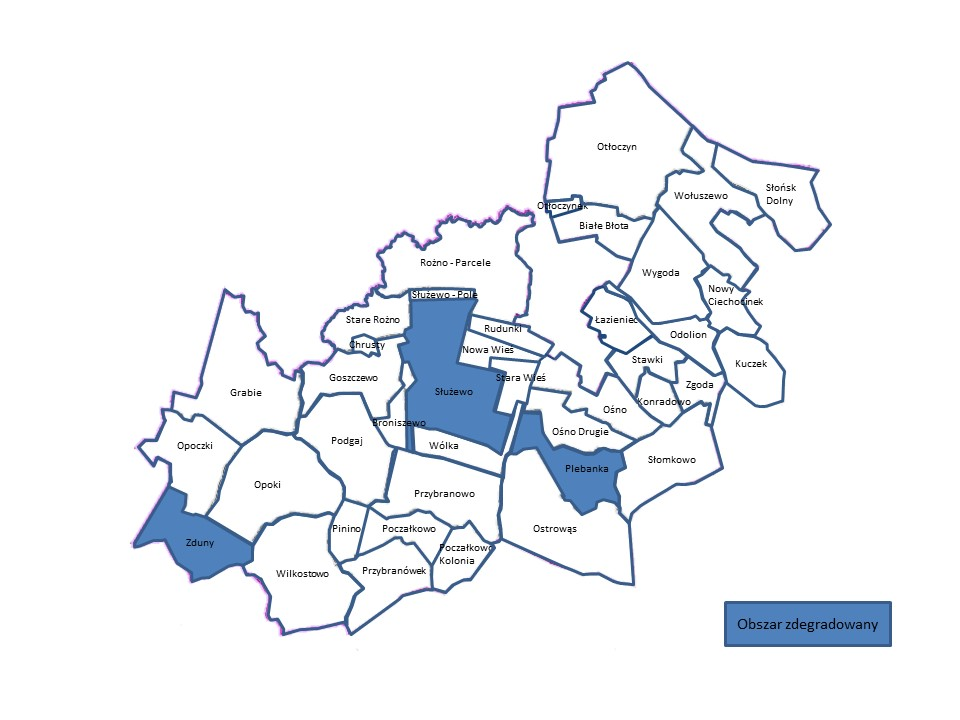 Otłoczyn
Słońsk
Dolny
Wołuszewo
Otłoczynek
Białe Błota
Rożno - Parcele
Wygoda
Nowy
Ciechocinek
Służewo - Pole
Stare Rożno
Łazieniec
Rudunki
Odolion
Chrusty
Nowa Wieś
Stawki
Kuczek
Goszczewo
Stara Wieś
Zgoda
Grabie
Służewo
Konradowo
Ośno
Broniszewo
Ośno Drugie
Podgaj
Opoczki
Wólka
Słomkowo
Plebanka
Opoki
Przybranowo
Pinino
Poczałkowo
Ostrowąs
Zduny
Poczałkowo
Kolonia
Wilkostowo
Przybranówek
Obszar zdegradowany